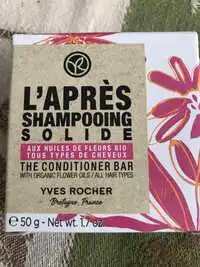 L'APRÈS
SHAMPOOING
SOLIDE
AUX HUILES DE FLEURS BIO
TOUS TYPES DE CHEVEUX
THE CONDITIONER BAR
WITH ORGANIC FLOWER OILS / ALL HAIR TYPES
YVES ROCHER
Bretagne, France
e 50 g - Net wt. 1.7 oz.